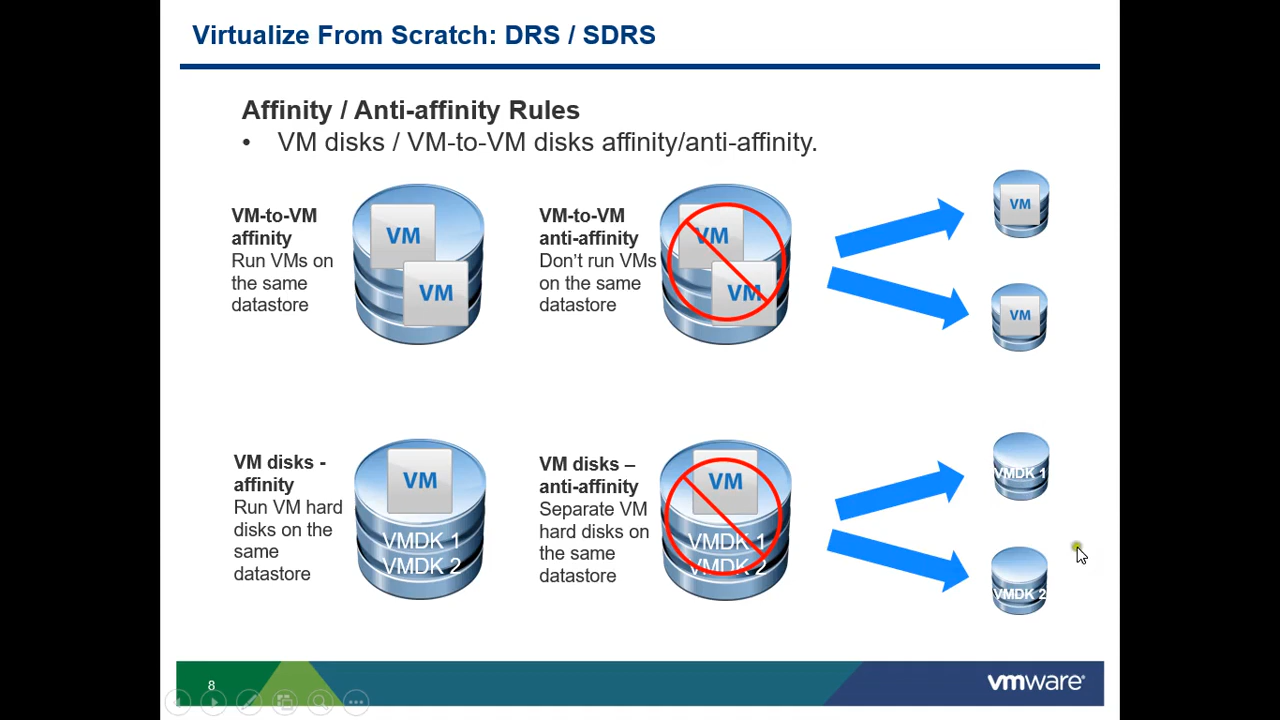 Virtualize From Scratch: DRS / SDRS
Affinity / Anti-affinity Rules
• VM disks / VM-to-VM disks affinity/anti-affinity.
VM-to-VM
affinity
Run VMs on
the same
datastore
VM
VM
VM-to-VM
anti-affinity
Don’t run VMs
on the same
datastore
VM
VM
VM
VM
VM disks -
affinity
Run VM hard
disks on the
same
datastore
VM
VMDK 1
VMDK 2
VM disks –
anti-affinity
Separate VM
hard disks on
the same
datastore
VM
VMDK 1
VMDK 2
VMDK 1
VMDK 2
8
vmware®